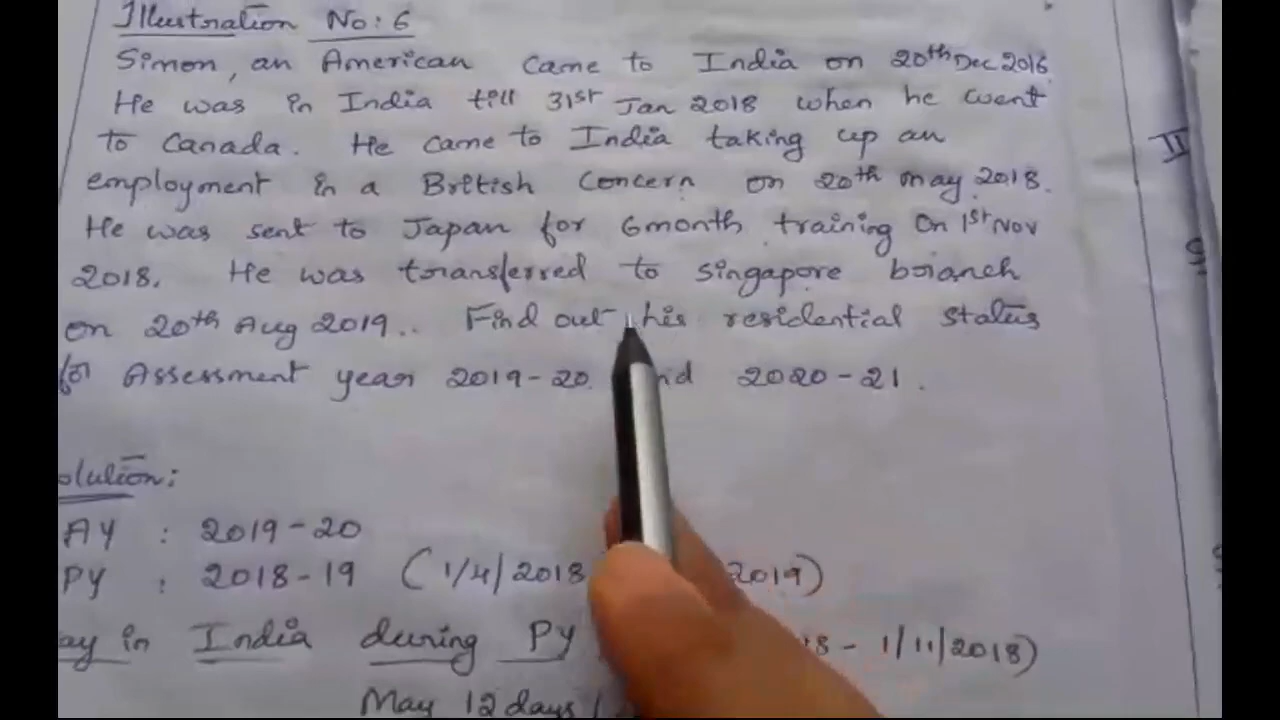 Illustration No: 6
Simon, an American came to India on 20th Dec 2016.
He was in India till 31st Jan 2018 when he went
to Canada. He came to India taking up an
employment in a British Concern on 20th may 2018.
He was sent to Japan for 6month training On 1st Nov
2018. He was transferred to Singapore branch
on 20th Aug 2019.. Find out his residential status
for Assessment year 2019-20 nd 2020-21.
olution:
AY : 2019-20
PY : 2018-19 (1/4/2018 2019)
ay in India during PY 18 - 1/11/2018)
May 12 days
II